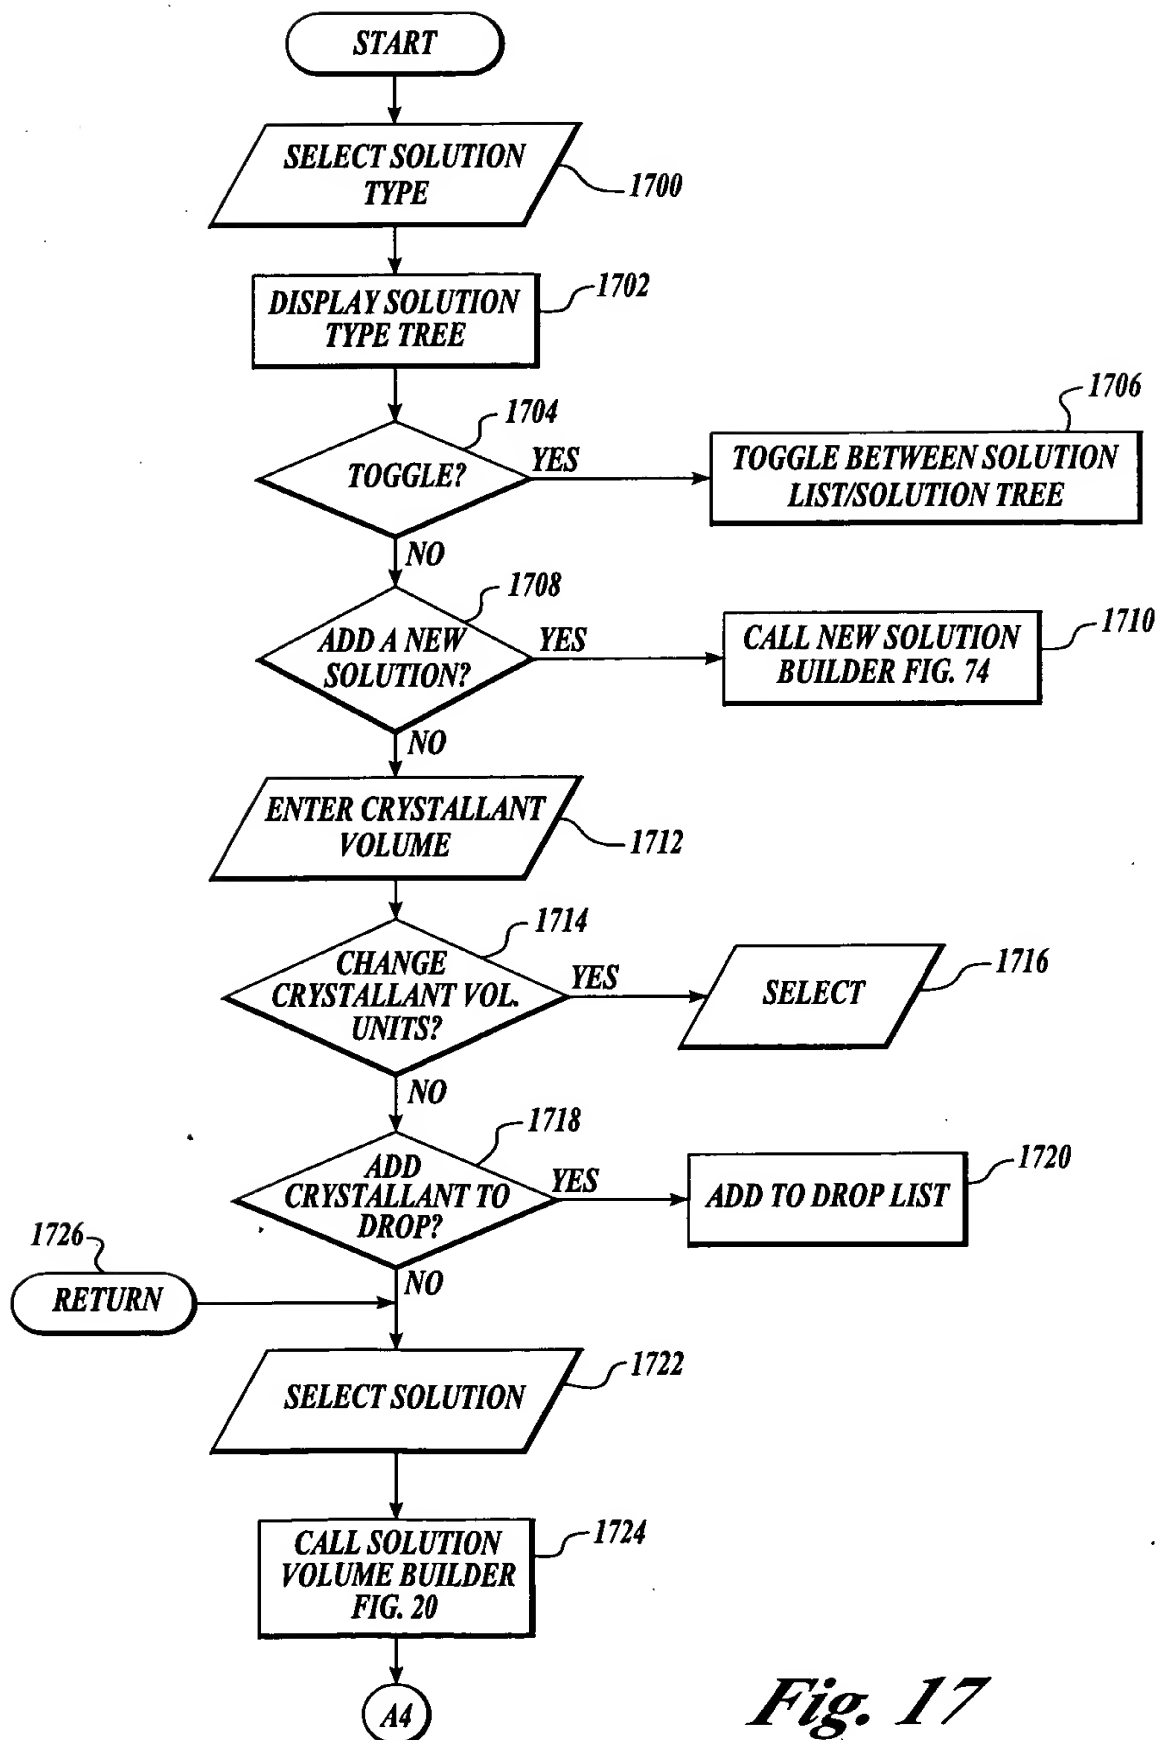 START
SELECT SOLUTION
TYPE
1700
DISPLAY SOLUTION
TYPE TREE
1702
TOGGLE?
1704
YES
TOGGLE BETWEEN SOLUTION
LIST/SOLUTION TREE
1706
NO
ADD A NEW
SOLUTION?
1708
YES
CALL NEW SOLUTION
BUILDER FIG. 74
1710
NO
ENTER CRYSTALLANT
VOLUME
1712
CHANGE
CRYSTALLANT VOL.
UNITS?
1714
YES
SELECT
1716
NO
ADD
CRYSTALLANT TO
DROP?
1718
YES
ADD TO DROP LIST
1720
NO
1726
RETURN
SELECT SOLUTION
1722
CALL SOLUTION
VOLUME BUILDER
FIG. 20
1724
A4
Fig. 17